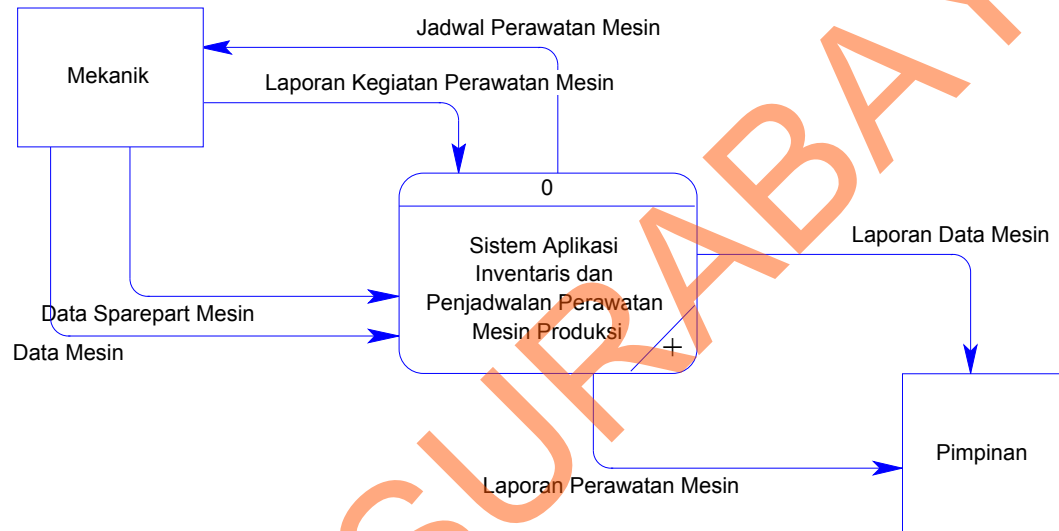 Jadwal Perawatan Mesin
Mekanik
Laporan Kegiatan Perawatan Mesin
0
Sistem Aplikasi
Inventaris dan
Penjadwalan Perawatan
Mesin Produksi
Laporan Data Mesin
Data Sparepart Mesin
Data Mesin
Pimpinan
Laporan Perawatan Mesin
SURABAY